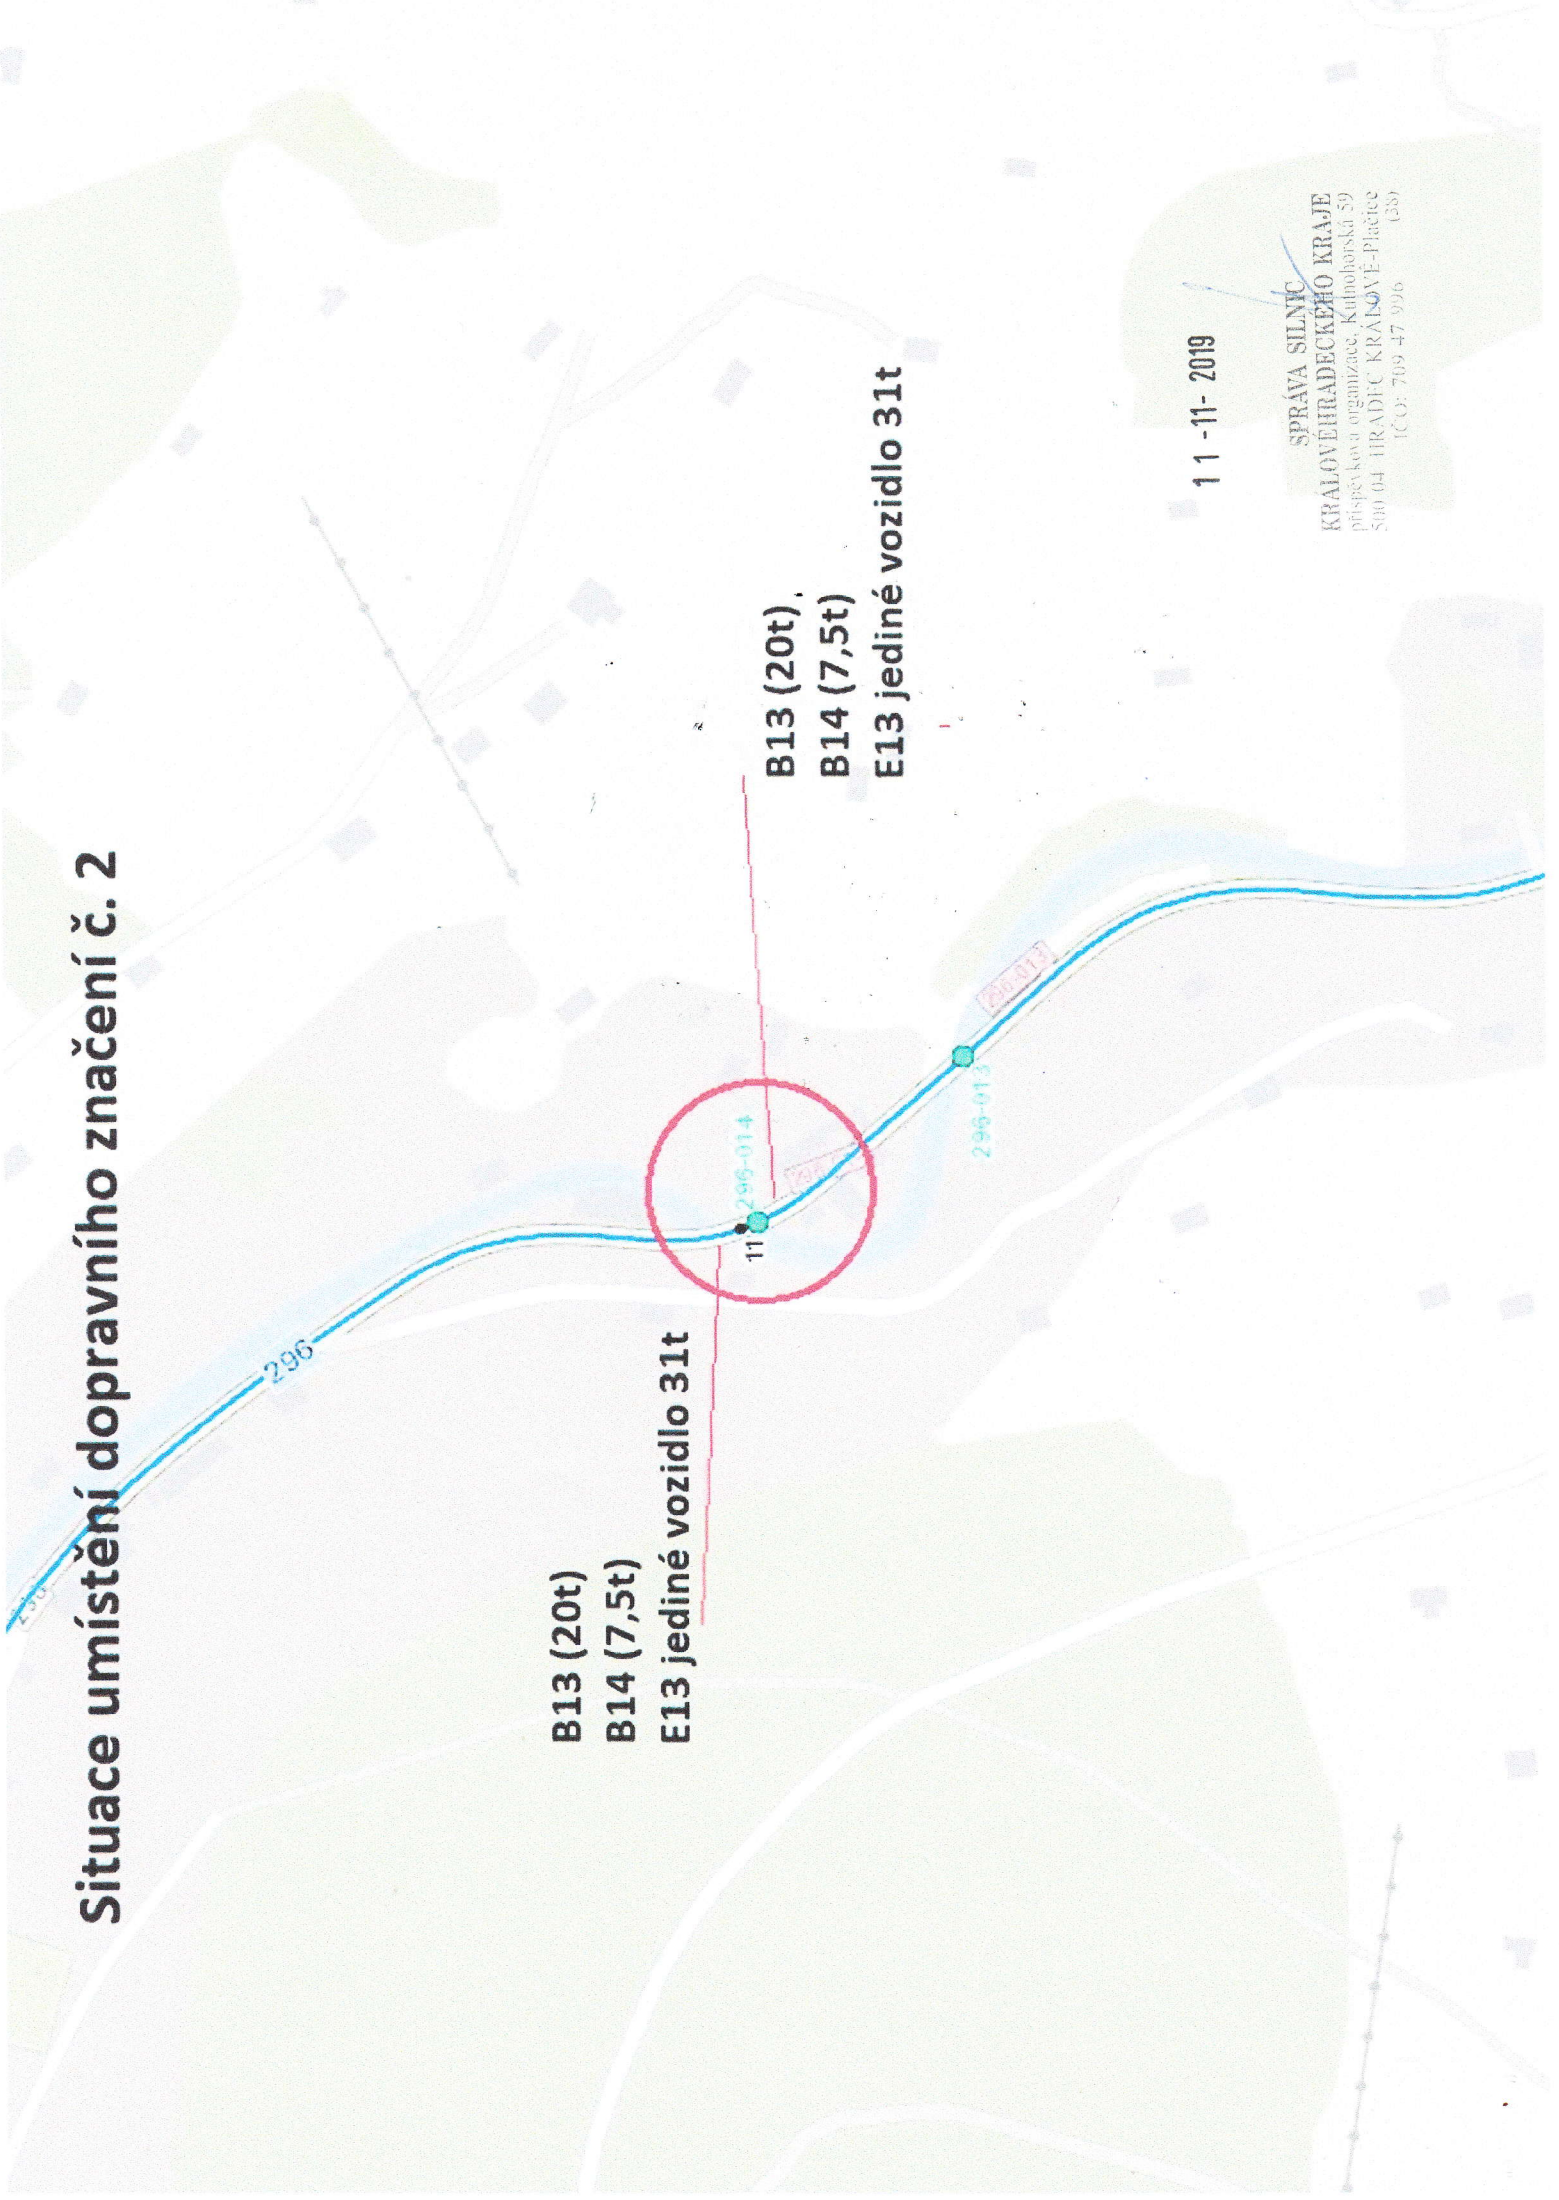 Situace umístění dopravního značení č. 2
296
B13 (20t)
B14 (7,5t)
E13 jediné vozidlo 31t
11
296-014
B13 (20t)
B14 (7,5t)
E13 jediné vozidlo 31t
296-013
296-013
11 -11- 2019
SPRÁVA SILNIC
KRÁLOVÉHRADECKÉHO KRAJE
příspěvková organizace, Kutnohorská 59
500 04 HRADEC KRÁLOVÉ-Plačice
IČO: 709 47 996 (38)